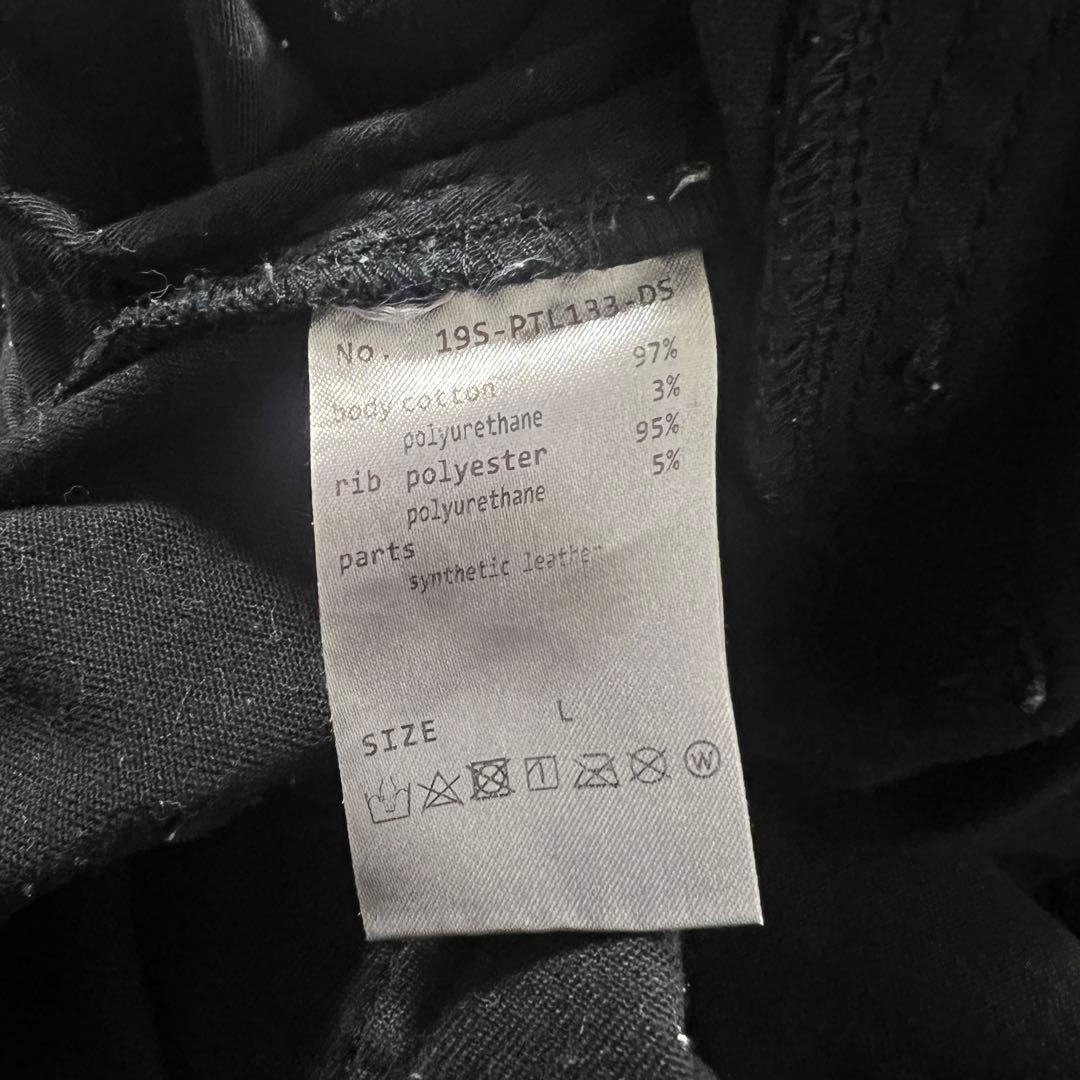 No. 19S-PTL133-DS
body cotton 97%
polyurethane 3%
rib polyester 95%
polyurethane 5%
parts
synthetic leather
SIZE L
W